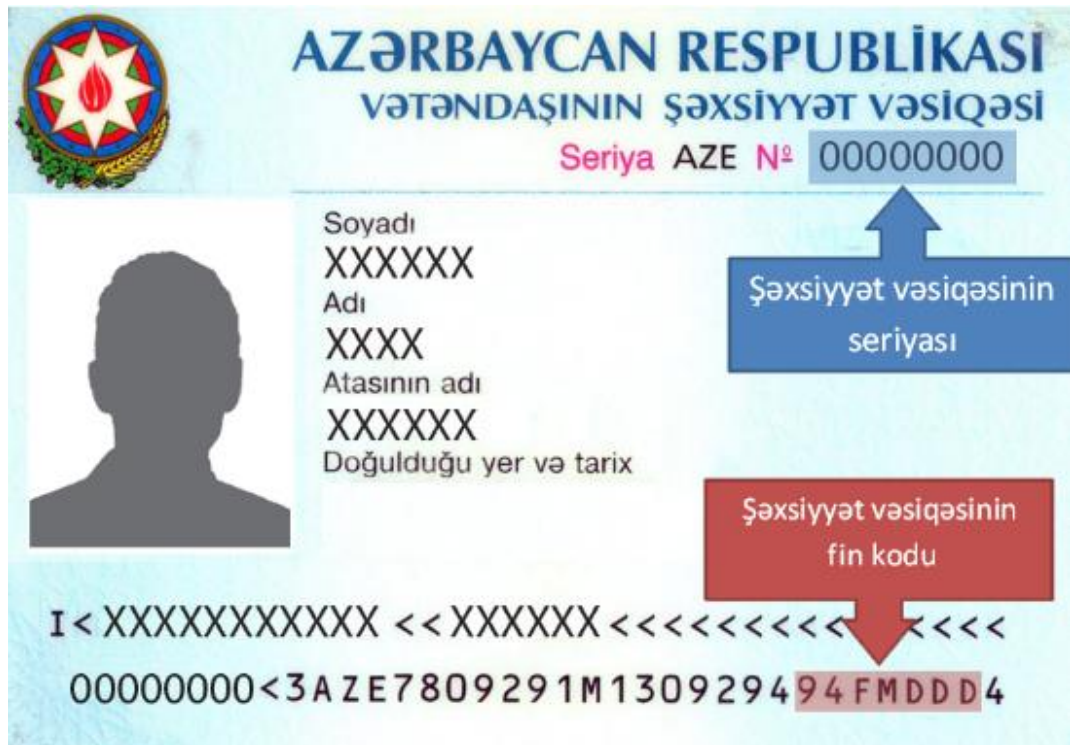 AZƏRBAYCAN RESPUBLİKASI
VƏTƏNDAŞININ ŞƏXSİYYƏT VƏSİQƏSİ
Seriya AZE Nº 00000000
Şəxsiyyət vəsiqəsinin
seriyası
Soyadı
XXXXXX
Adı
XXXX
Atasının adı
XXXXXX
Doğulduğu yer və tarix
Şəxsiyyət vəsiqəsinin
fin kodu
I< XXXXXXXXXXX <<XXXXXX<<<<<<<<< <<<<
00000000<3AZE7809291M130929494FMDDD4